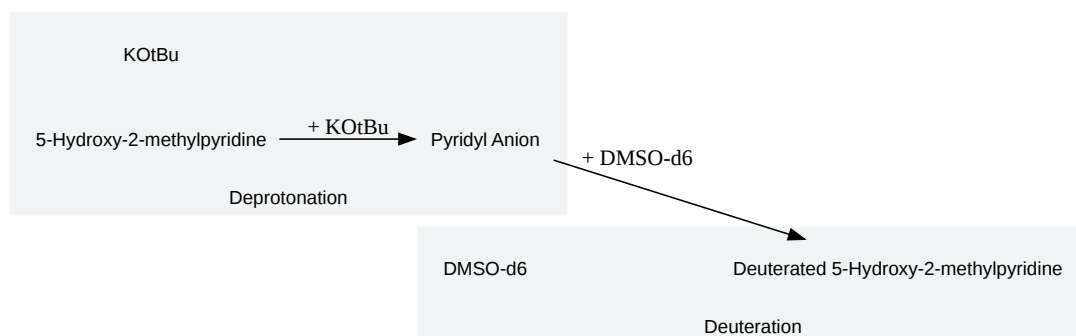 KOtBu
5-Hydroxy-2-methylpyridine
+ KOtBu
Pyridyl Anion
+ DMSO-d6
Deprotonation
DMSO-d6
Deuterated 5-Hydroxy-2-methylpyridine
Deuteration